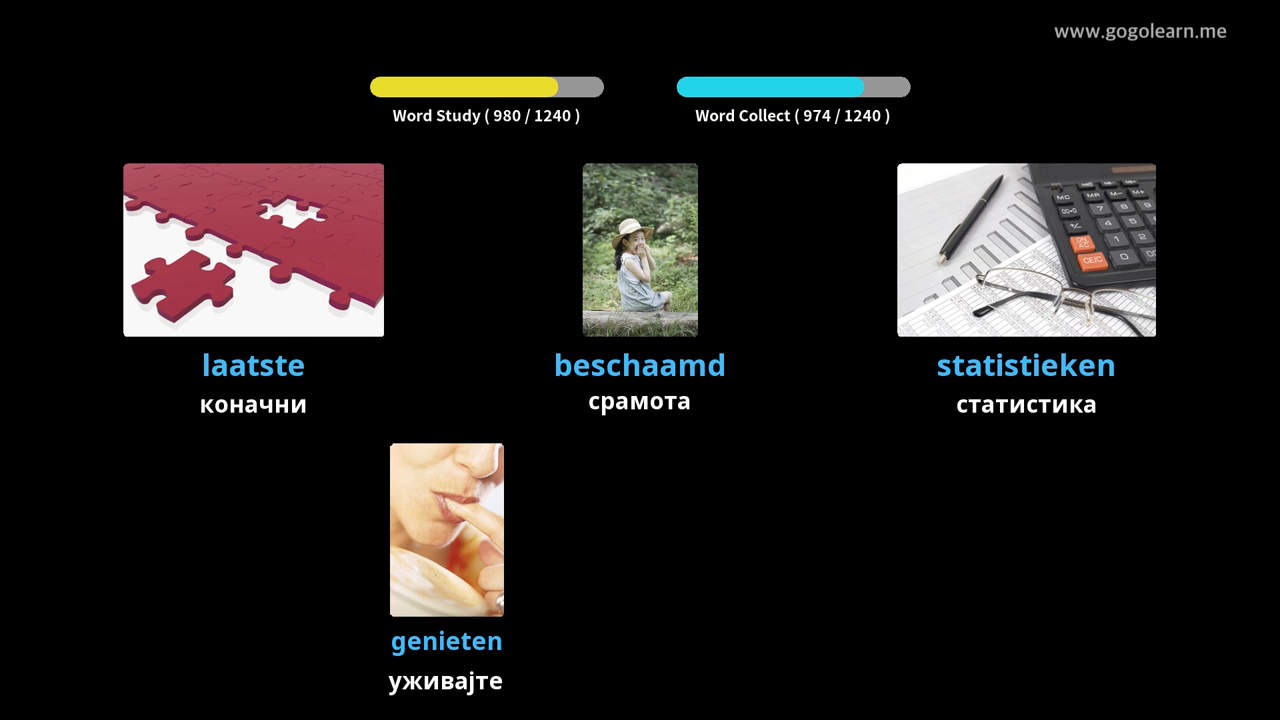 www.gogolearn.me
Word Study ( 980 / 1240 )
Word Collect ( 974 / 1240 )
laatste
коначни
beschaamd
срамота
statistieken
статистика
genieten
уживајте